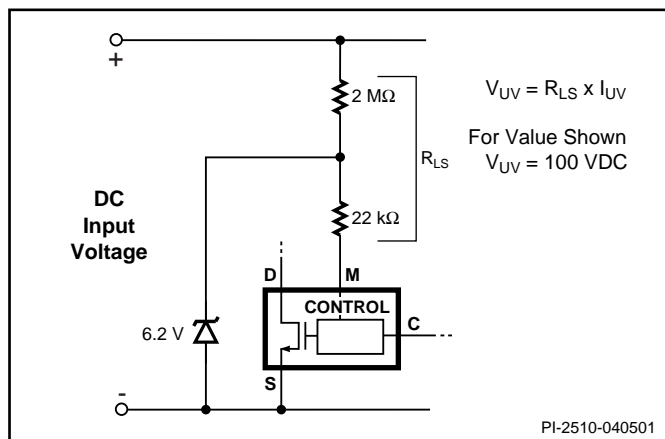 +
2 MΩ
V_UV = R_LS x I_UV
For Value Shown
V_UV = 100 VDC
R_LS
DC
Input
Voltage
22 kΩ
D
M
CONTROL
C
6.2 V
S
-
PI-2510-040501